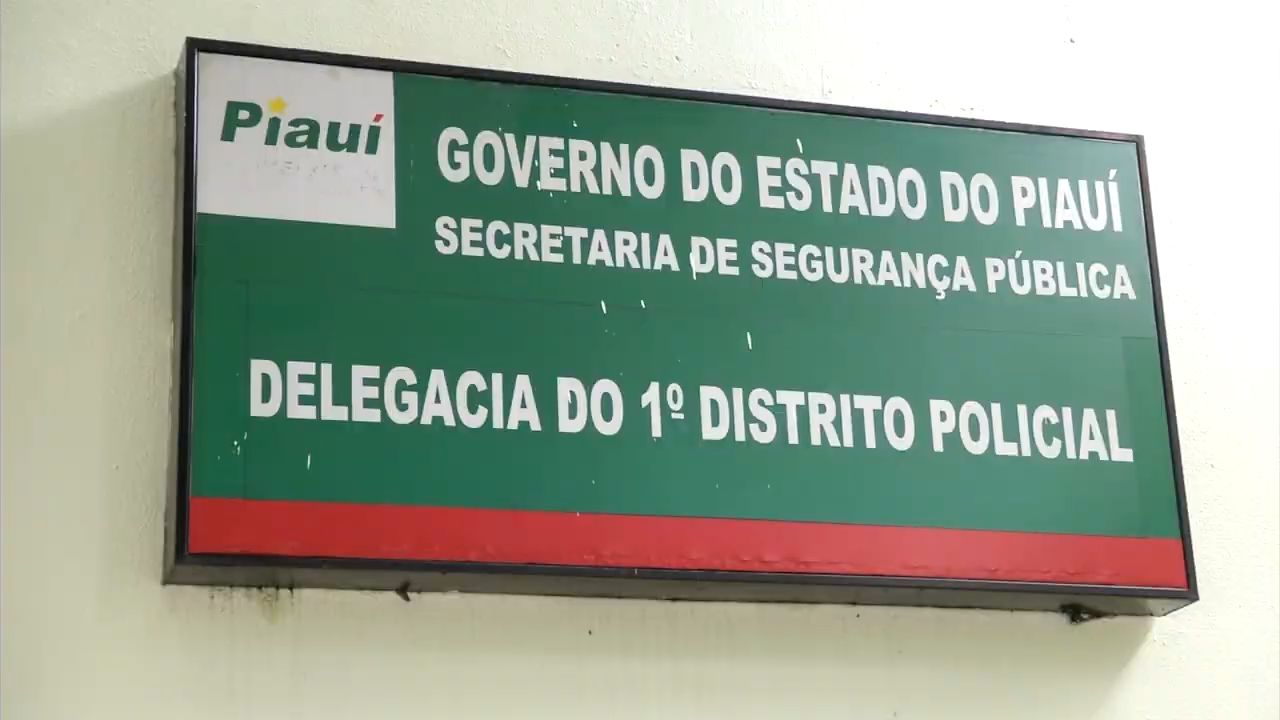 Piauí
GOVERNO DO ESTADO DO PIAUÍ
SECRETARIA DE SEGURANÇA PÚBLICA
DELEGACIA DO 1º DISTRITO POLICIAL